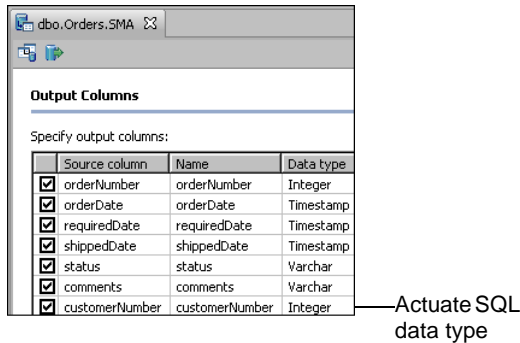 dbo.Orders.SMA
Output Columns
Specify output columns:
Source column Name Data type
orderNumber orderNumber Integer
orderDate orderDate Timestamp
requiredDate requiredDate Timestamp
shippedDate shippedDate Timestamp
status status Varchar
comments comments Varchar
customerNumber customerNumber Integer
Actuate SQL
data type